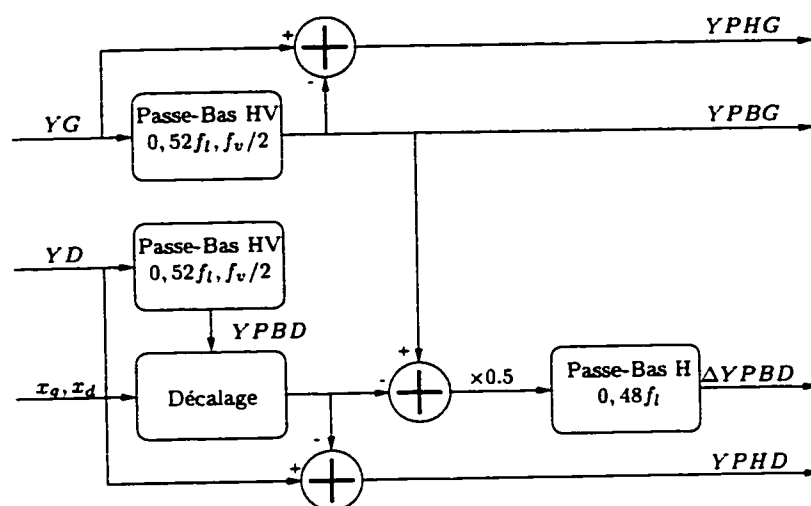 YPHG
+
-
YG
Passe-Bas HV
0,52f_l, f_v/2
YPBG
YD
Passe-Bas HV
0,52f_l, f_v/2
YPBD
x_g, x_d
Décalage
+
-
×0.5
Passe-Bas H
0,48f_l
ΔYPBD
-
+
YPHD